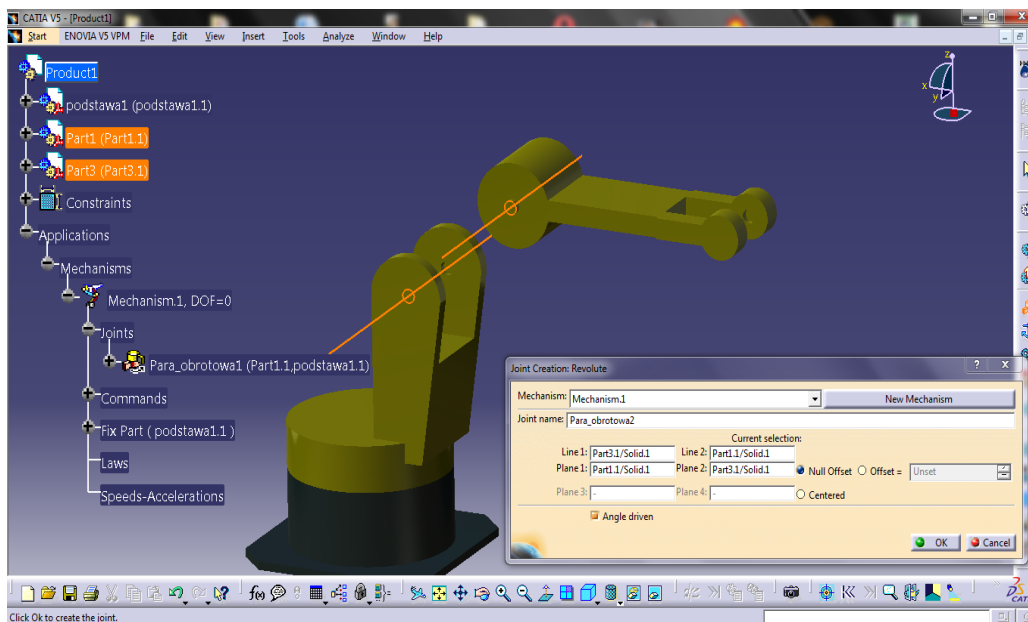 CATIA V5 - [Product1]
Start ENOVIA V5 VPM File Edit View Insert Tools Analyze Window Help
Product1
podstawa1 (podstawa1.1)
Part1 (Part1.1)
Part3 (Part3.1)
Constraints
Applications
Mechanisms
Mechanism.1, DOF=0
Joints
Para_obrotowa1 (Part1.1,podstawa1.1)
Commands
Fix Part ( podstawa1.1 )
Laws
Speeds-Accelerations
z
x
y
Joint Creation: Revolute
Mechanism: Mechanism.1 New Mechanism
Joint name: Para_obrotowa2
Current selection:
Line 1: Part3.1/Solid.1 Line 2: Part1.1/Solid.1
Plane 1: Part1.1/Solid.1 Plane 2: Part3.1/Solid.1 Null Offset Offset = Unset
Plane 3: - Plane 4: - Centered
Angle driven
OK Cancel
f(x)
CAT
Click Ok to create the joint.